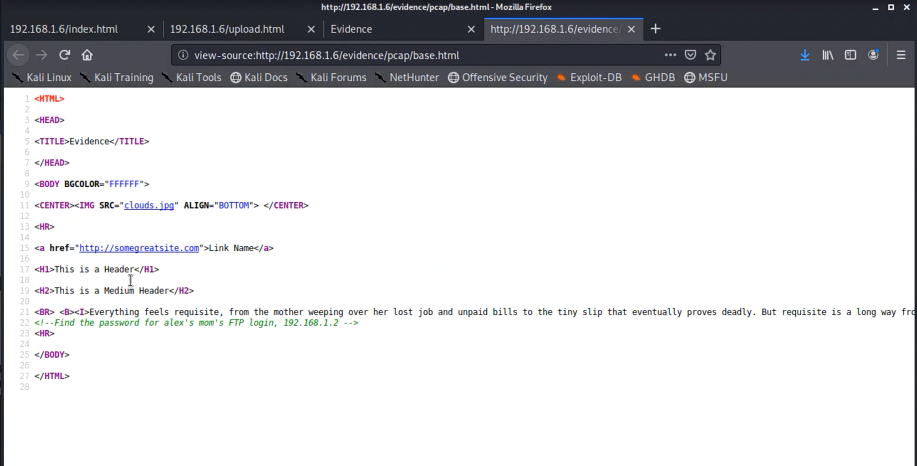 http://192.168.1.6/evidence/pcap/base.html - Mozilla Firefox
192.168.1.6/index.html 192.168.1.6/upload.html Evidence http://192.168.1.6/evidence/
view-source:http://192.168.1.6/evidence/pcap/base.html
Kali Linux Kali Training Kali Tools Kali Docs Kali Forums NetHunter Offensive Security Exploit-DB GHDB MSFU
1 <HTML>
2
3 <HEAD>
4
5 <TITLE>Evidence</TITLE>
6
7 </HEAD>
8
9 <BODY BGCOLOR="FFFFFF">
10
11 <CENTER><IMG SRC="clouds.jpg" ALIGN="BOTTOM"> </CENTER>
12
13 <HR>
14
15 <a href="http://somegreatsite.com">Link Name</a>
16
17 <H1>This is a Header</H1>
18
19 <H2>This is a Medium Header</H2>
20
21 <BR> <B><I>Everything feels requisite, from the mother weeping over her lost job and unpaid bills to the tiny slip that eventually proves deadly. But requisite is a long way fro
22 <!--Find the password for alex's mom's FTP login, 192.168.1.2 -->
23 <HR>
24
25 </BODY>
26
27 </HTML>
28